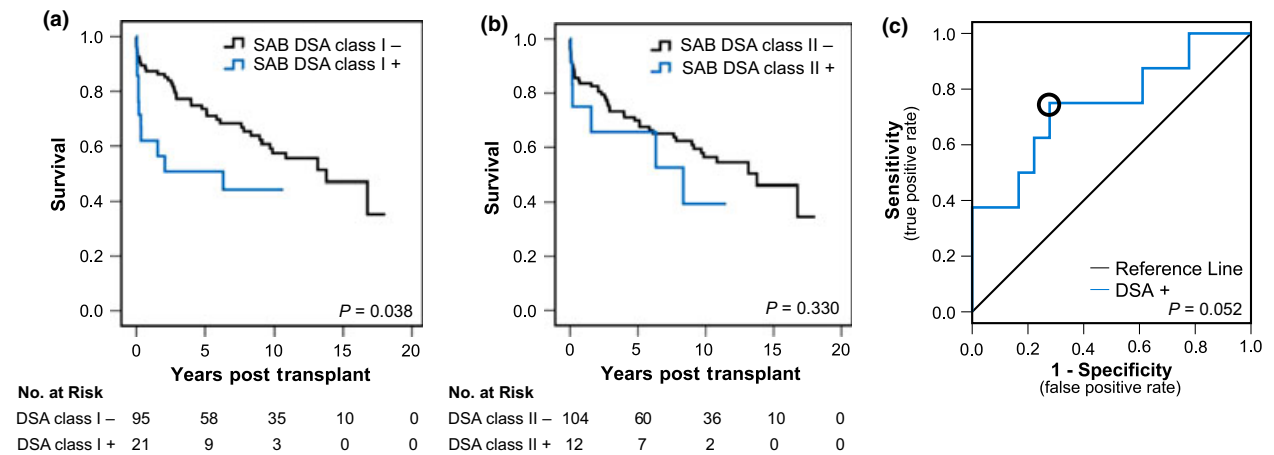 (a)
SAB DSA class I –
SAB DSA class I +
Survival
1.0
0.8
0.6
0.4
0.2
0.0
P = 0.038
0 5 10 15 20
Years post transplant
No. at Risk
DSA class I – 95 58 35 10 0
DSA class I + 21 9 3 0 0
(b)
SAB DSA class II –
SAB DSA class II +
Survival
1.0
0.8
0.6
0.4
0.2
0.0
P = 0.330
0 5 10 15 20
Years post transplant
No. at Risk
DSA class II – 104 60 36 10 0
DSA class II + 12 7 2 0 0
(c)
Sensitivity
(true positive rate)
1.0
0.8
0.6
0.4
0.2
0.0
Reference Line
DSA +
P = 0.052
0.0 0.2 0.4 0.6 0.8 1.0
1 - Specificity
(false positive rate)